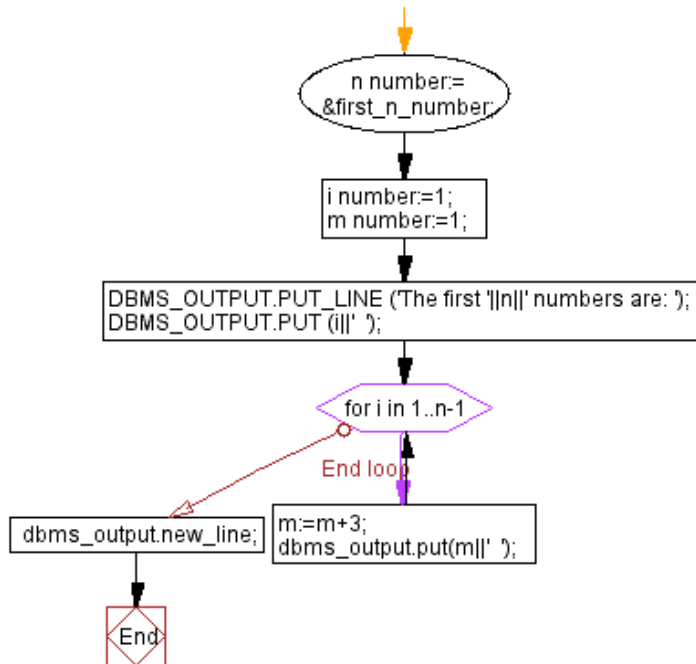 n number:=
&first_n_number;
i number:=1;
m number:=1;
DBMS_OUTPUT.PUT_LINE ('The first '||n||' numbers are: ');
DBMS_OUTPUT.PUT (i||'  ');
for i in 1..n-1
End loop
m:=m+3;
dbms_output.put(m||'  ');
dbms_output.new_line;
End